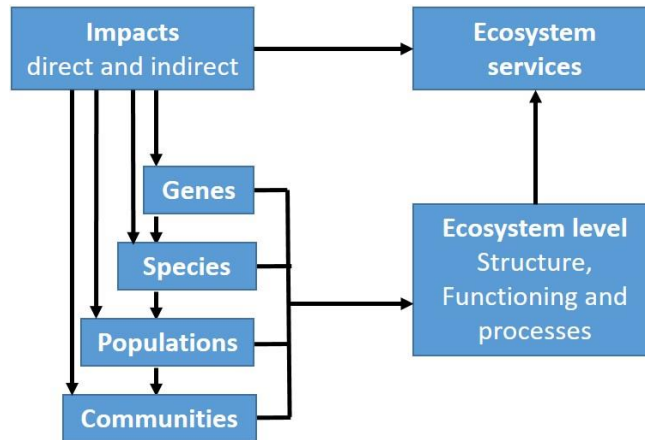 Impacts
direct and indirect
Ecosystem
services
Genes
Species
Populations
Communities
Ecosystem level
Structure,
Functioning and
processes